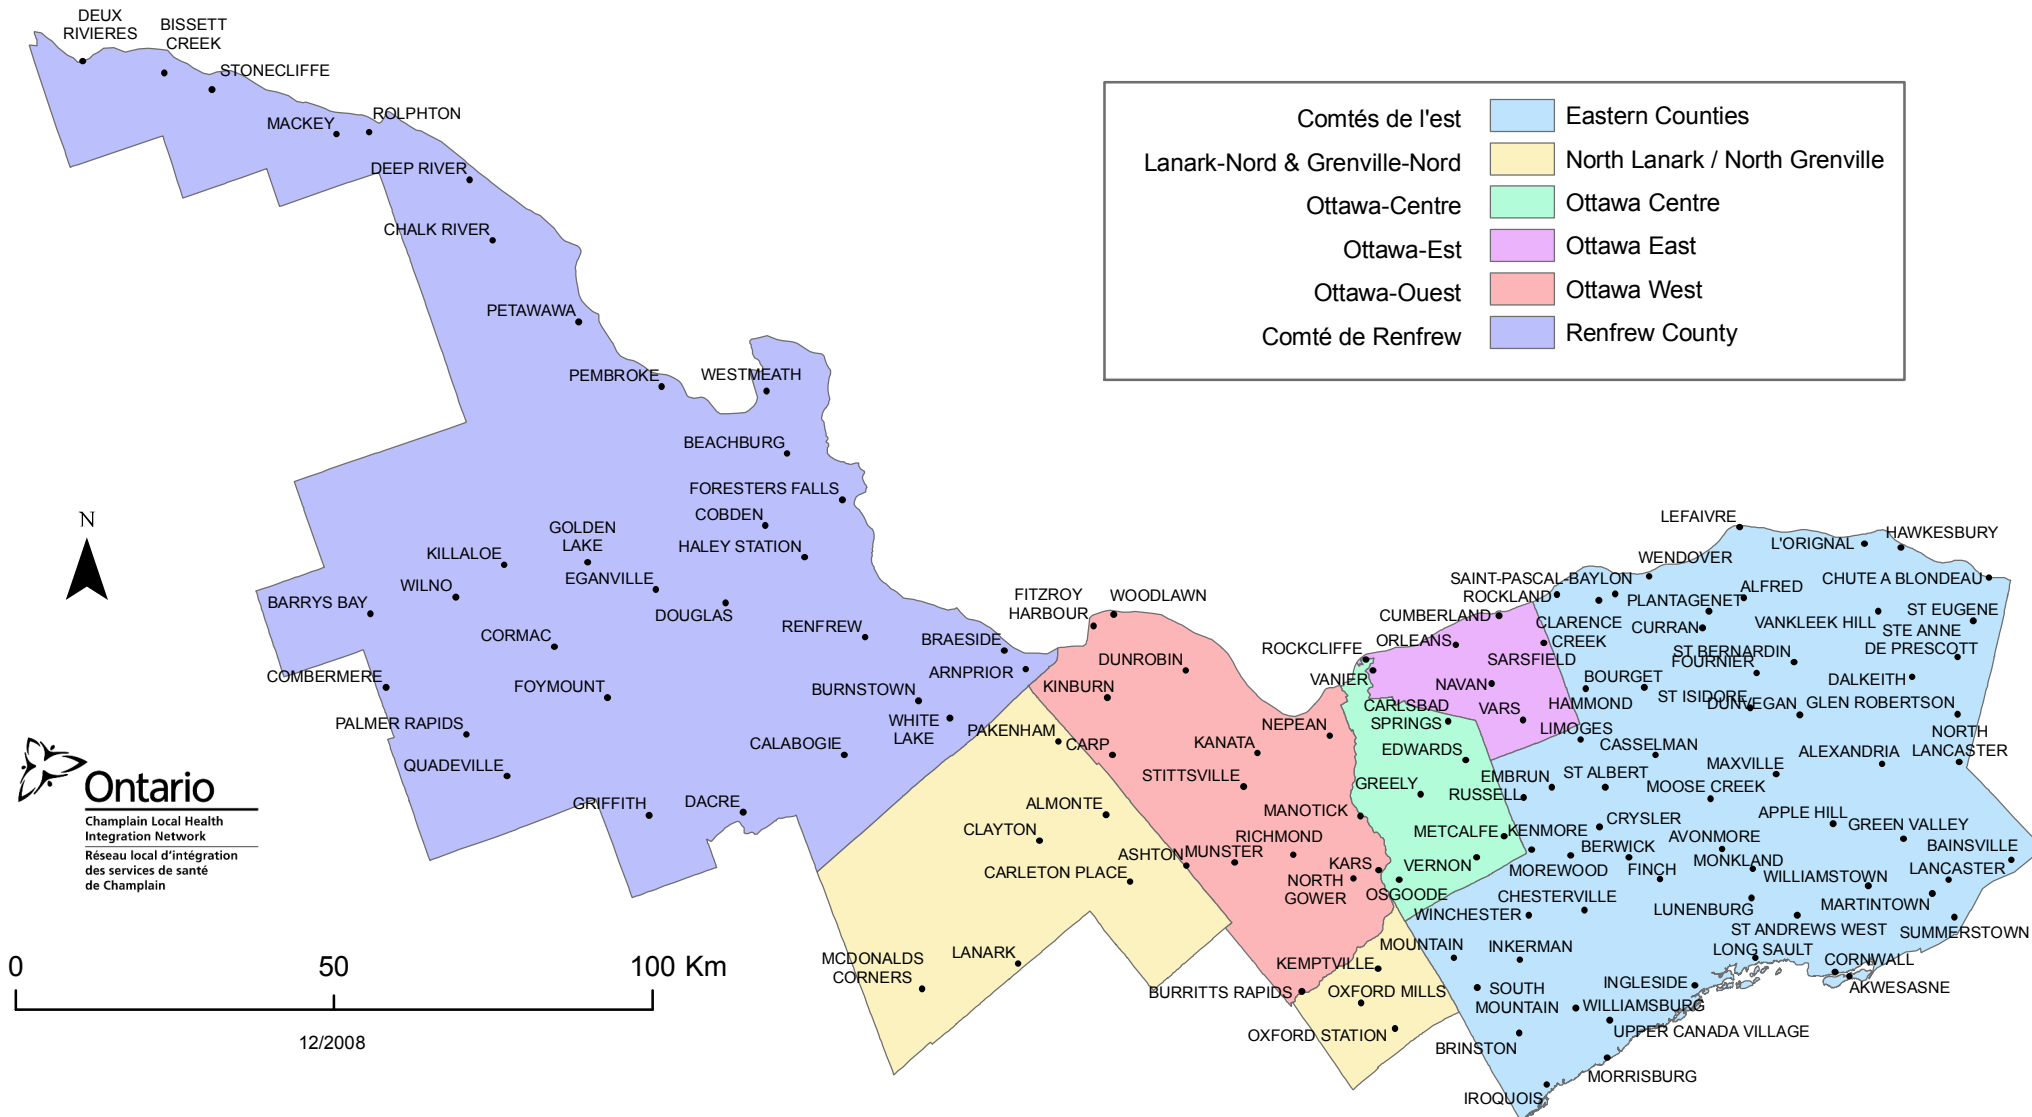 DEUX
RIVIERES
BISSETT
CREEK
STONECLIFFE
MACKEY
ROLPHTON
DEEP RIVER
CHALK RIVER
PETAWAWA
PEMBROKE
WESTMEATH
BEACHBURG
FORESTERS FALLS
COBDEN
HALEY STATION
GOLDEN
LAKE
KILLALOE
EGANVILLE
WILNO
BARRYS BAY
DOUGLAS
CORMAC
RENFREW
BRAESIDE
ARNPRIOR
COMBERMERE
FOYMOUNT
BURNSTOWN
WHITE
LAKE
PALMER RAPIDS
CALABOGIE
QUADEVILLE
GRIFFITH
DACRE
Comtés de l'est
Eastern Counties
Lanark-Nord & Grenville-Nord
North Lanark / North Grenville
Ottawa-Centre
Ottawa Centre
Ottawa-Est
Ottawa East
Ottawa-Ouest
Ottawa West
Comté de Renfrew
Renfrew County
FITZROY
HARBOUR
WOODLAWN
DUNROBIN
KINBURN
NEPEAN
PAKENHAM
CARP
KANATA
STITTSVILLE
ALMONTE
MANOTICK
CLAYTON
RICHMOND
ASHTON
MUNSTER
CARLETON PLACE
KARS
NORTH
GOWER
LANARK
MCDONALDS
CORNERS
KEMPTVILLE
BURRITTS RAPIDS
OXFORD MILLS
OXFORD STATION
ROCKCLIFFE
VANIER
CUMBERLAND
ORLEANS
SARSFIELD
NAVAN
CARLSBAD
SPRINGS
VARS
EDWARDS
GREELY
METCALFE
VERNON
OSGOODE
LEFAIVRE
L'ORIGNAL
HAWKESBURY
WENDOVER
SAINT-PASCAL-BAYLON
ROCKLAND
ALFRED
CHUTE A BLONDEAU
PLANTAGENET
CLARENCE
CREEK
CURRAN
VANKLEEK HILL
ST EUGENE
STE ANNE
DE PRESCOTT
ST BERNARDIN
FOURNIER
BOURGET
HAMMOND
ST ISIDORE
DALKEITH
DUNVEGAN
GLEN ROBERTSON
LIMOGES
CASSELMAN
NORTH
LANCASTER
ALEXANDRIA
MAXVILLE
EMBRUN
ST ALBERT
RUSSELL
MOOSE CREEK
APPLE HILL
KENMORE
CRYSLER
GREEN VALLEY
AVONMORE
BERWICK
BAINSVILLE
MOREWOOD
FINCH
MONKLAND
LANCASTER
WILLIAMSTOWN
CHESTERVILLE
MARTINTOWN
WINCHESTER
LUNENBURG
ST ANDREWS WEST
SUMMERSTOWN
MOUNTAIN
INKERMAN
LONG SAULT
CORNWALL
INGLESIDE
AKWESASNE
SOUTH
MOUNTAIN
WILLIAMSBURG
UPPER CANADA VILLAGE
BRINSTON
MORRISBURG
IROQUOIS
N
Ontario
Champlain Local Health
Integration Network
Réseau local d'intégration
des services de santé
de Champlain
0 50 100 Km
12/2008